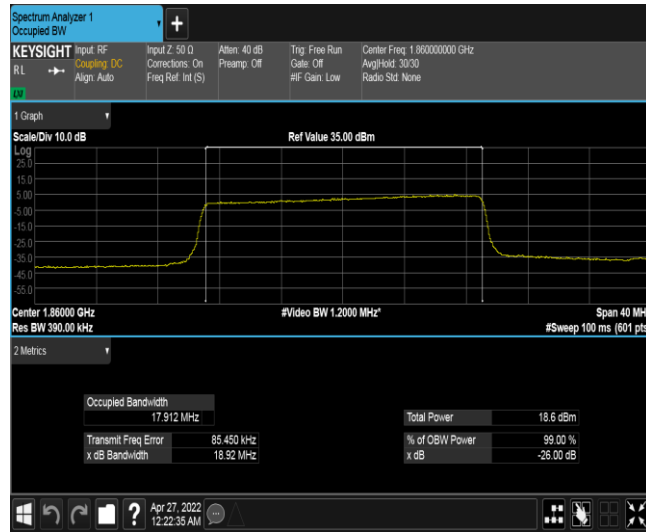 Spectrum Analyzer 1
Occupied BW
+
KEYSIGHT
RL
LXI
Input: RF
Coupling: DC
Align: Auto
Input Z: 50 Ω
Corrections: On
Freq Ref: Int (S)
Atten: 40 dB
Preamp: Off
Trig: Free Run
Gate: Off
#IF Gain: Low
Center Freq: 1.860000000 GHz
Avg|Hold: 30/30
Radio Std: None
1 Graph
Scale/Div 10.0 dB
Ref Value 35.00 dBm
Log
25.0
15.0
5.00
-5.00
-15.0
-25.0
-35.0
-45.0
-55.0
Center 1.86000 GHz
#Video BW 1.2000 MHz*
Span 40 MH
Res BW 390.00 kHz
#Sweep 100 ms (601 pts
2 Metrics
Occupied Bandwidth
17.912 MHz
Transmit Freq Error 85.450 kHz
x dB Bandwidth 18.92 MHz
Total Power 18.6 dBm
% of OBW Power 99.00 %
x dB -26.00 dB
?
Apr 27, 2022
12:22:35 AM